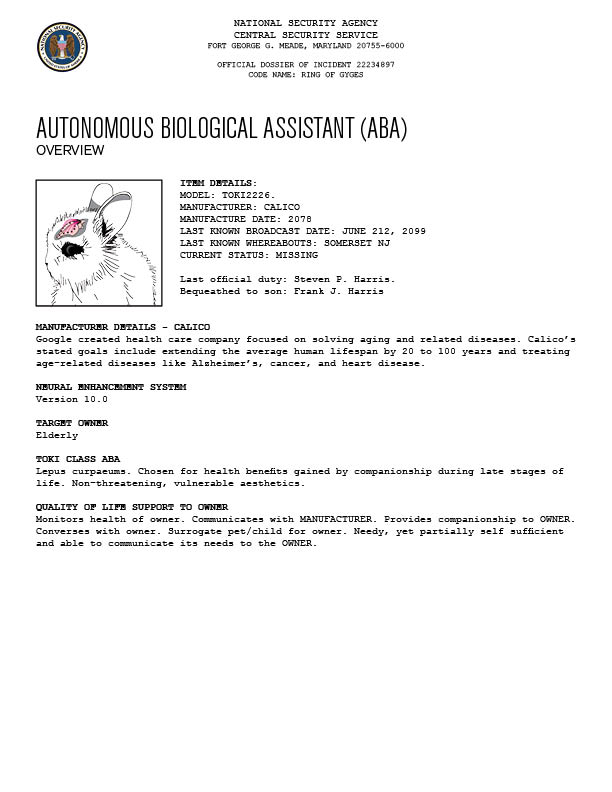 NATIONAL SECURITY AGENCY
CENTRAL SECURITY SERVICE
FORT GEORGE G. MEADE, MARYLAND 20755-6000
OFFICIAL DOSSIER OF INCIDENT 22234897
CODE NAME: RING OF GYGES
AUTONOMOUS BIOLOGICAL ASSISTANT (ABA)
OVERVIEW
ITEM DETAILS:
MODEL: TOKI2226.
MANUFACTURER: CALICO
MANUFACTURE DATE: 2078
LAST KNOWN BROADCAST DATE: JUNE 212, 2099
LAST KNOWN WHEREABOUTS: SOMERSET NJ
CURRENT STATUS: MISSING
Last official duty: Steven P. Harris.
Bequeathed to son: Frank J. Harris
MANUFACTURER DETAILS - CALICO
Google created health care company focused on solving aging and related diseases. Calico's
stated goals include extending the average human lifespan by 20 to 100 years and treating
age-related diseases like Alzheimer's, cancer, and heart disease.
NEURAL ENHANCEMENT SYSTEM
Version 10.0
TARGET OWNER
Elderly
TOKI CLASS ABA
Lepus curpaeums. Chosen for health benefits gained by companionship during late stages of
life. Non-threatening, vulnerable aesthetics.
QUALITY OF LIFE SUPPORT TO OWNER
Monitors health of owner. Communicates with MANUFACTURER. Provides companionship to OWNER.
Converses with owner. Surrogate pet/child for owner. Needy, yet partially self sufficient
and able to communicate its needs to the OWNER.